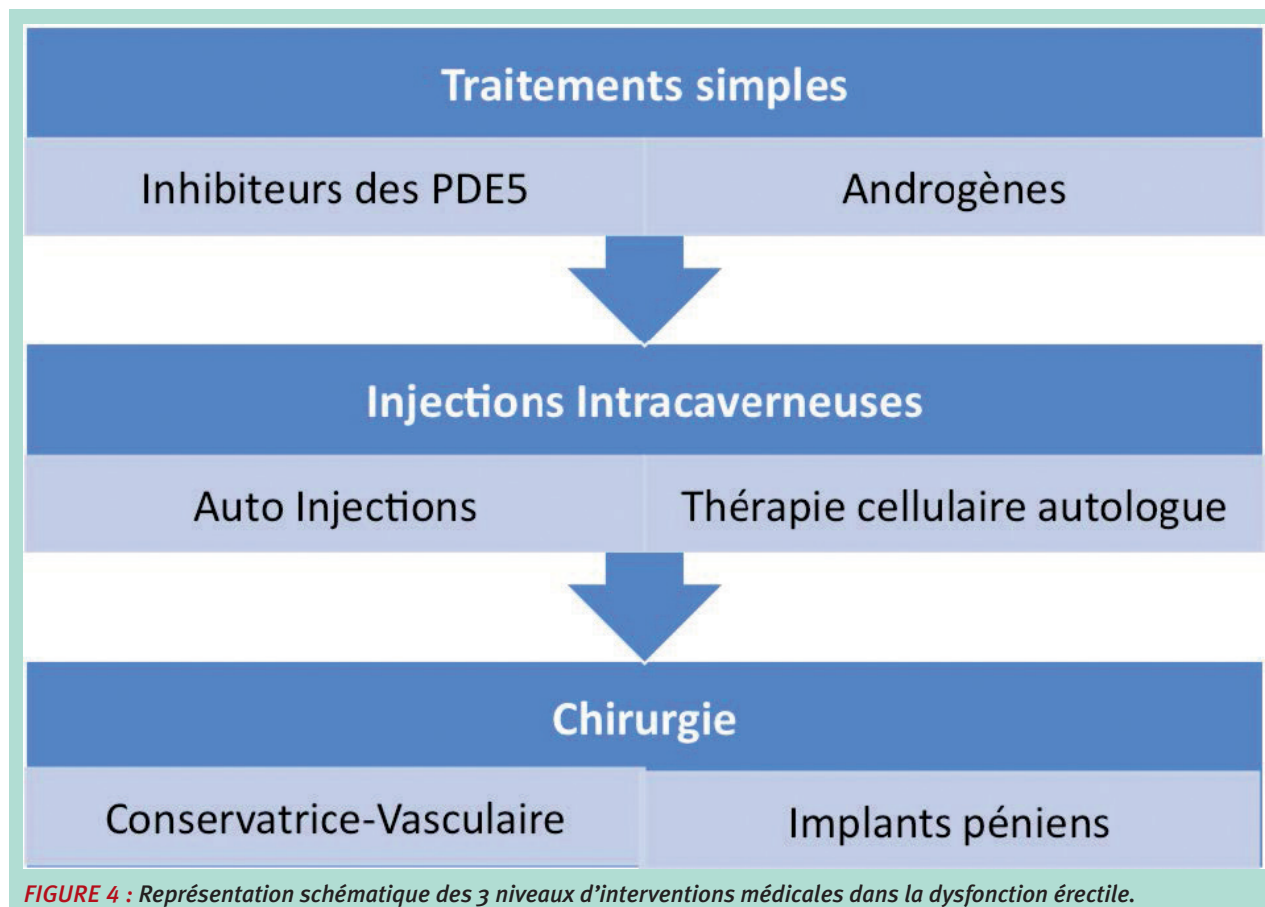 Traitements simples
Inhibiteurs des PDE5
Androgènes
Injections Intracaverneuses
Auto Injections
Thérapie cellulaire autologue
Chirurgie
Conservatrice-Vasculaire
Implants péniens
FIGURE 4 : Représentation schématique des 3 niveaux d’interventions médicales dans la dysfonction érectile.